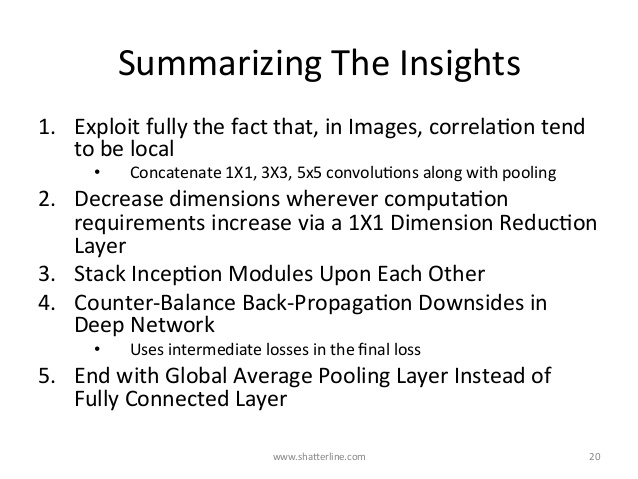 Summarizing The Insights
1. Exploit fully the fact that, in Images, correlation tend
to be local
• Concatenate 1X1, 3X3, 5x5 convolutions along with pooling
2. Decrease dimensions wherever computation
requirements increase via a 1X1 Dimension Reduction
Layer
3. Stack Inception Modules Upon Each Other
4. Counter-Balance Back-Propagation Downsides in
Deep Network
• Uses intermediate losses in the final loss
5. End with Global Average Pooling Layer Instead of
Fully Connected Layer
www.shatterline.com 20